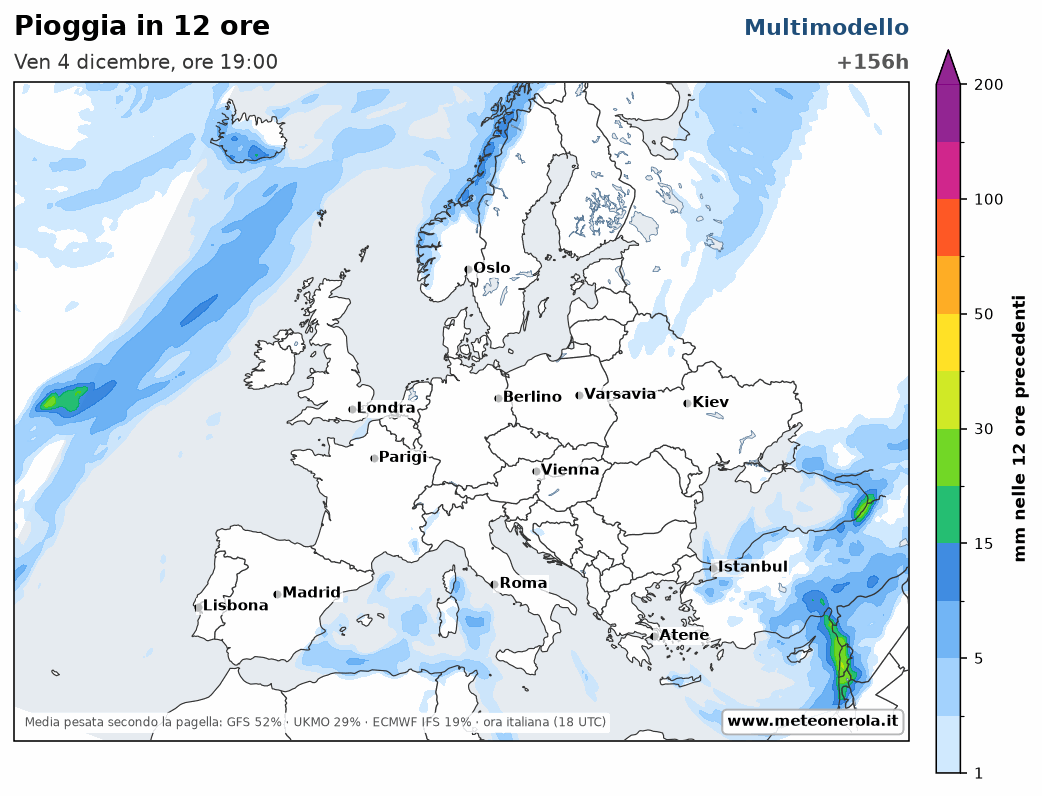 Pioggia in 12 ore
Multimodello
Ven 4 dicembre, ore 19:00
+156h
200
100
50
30
15
5
1
mm nelle 12 ore precedenti
Oslo
Berlino
Varsavia
Kiev
Londra
Parigi
Vienna
Istanbul
Roma
Madrid
Lisbona
Atene
Media pesata secondo la pagella: GFS 52% · UKMO 29% · ECMWF IFS 19% · ora italiana (18 UTC)
www.meteonerola.it